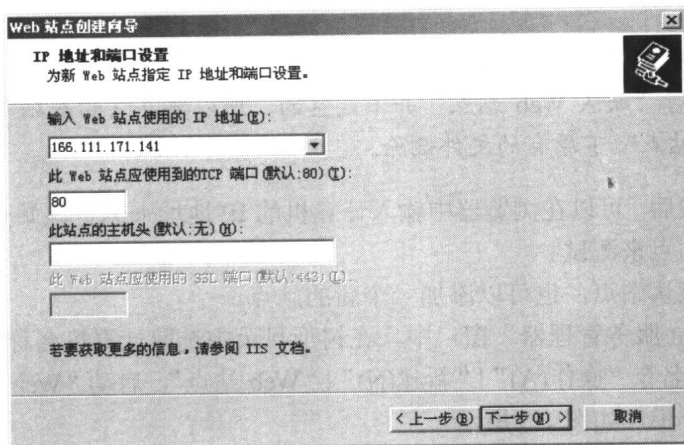 Web 站点创建向导
IP 地址和端口设置
为新 Web 站点指定 IP 地址和端口设置。
输入 Web 站点使用的 IP 地址(E):
166.111.171.141
此 Web 站点应使用到的TCP 端口(默认:80)(T):
80
此站点的主机头(默认:无)(H):
此 Web 站点应使用的 SSL 端口(默认:443)(L):
若要获取更多的信息，请参阅 IIS 文档。
< 上一步(B) 下一步(N) > 取消